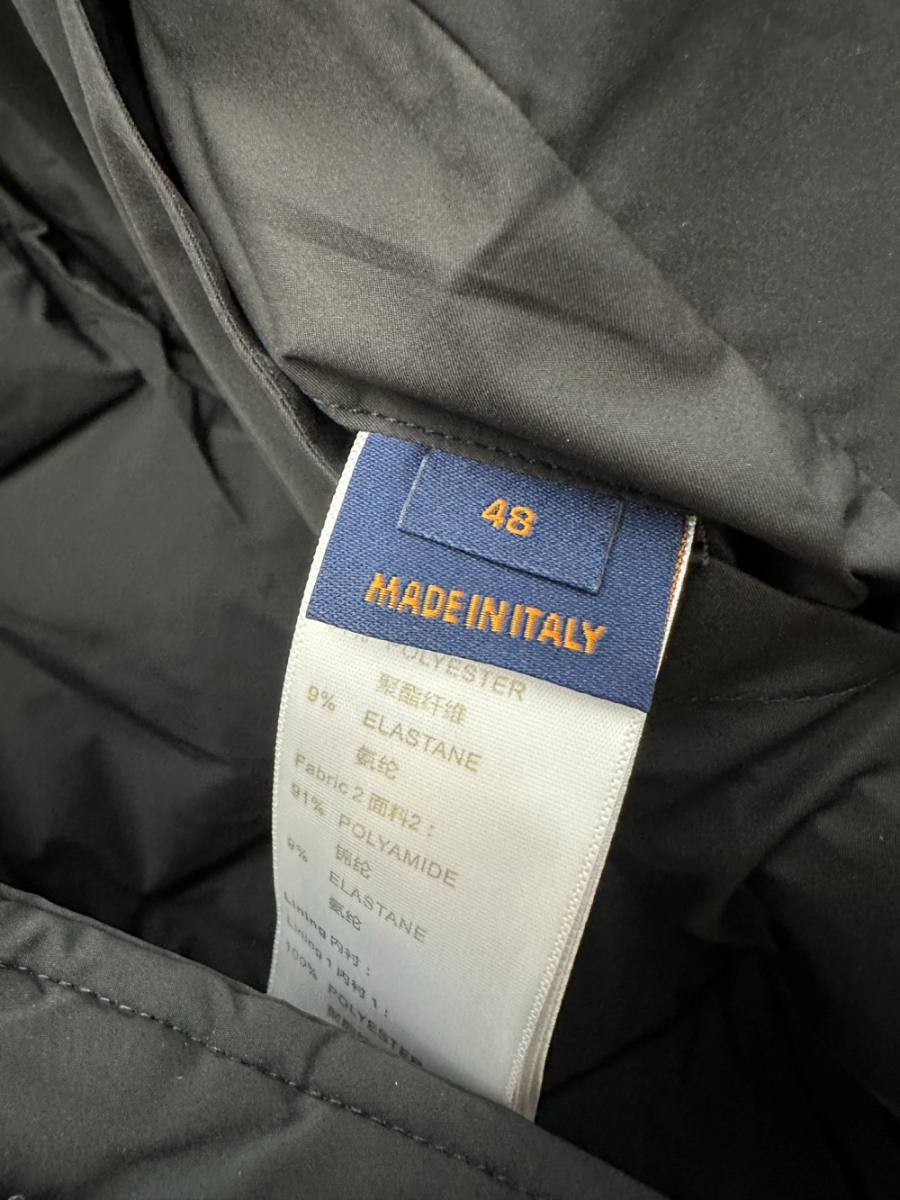 48
MADE IN ITALY
% POLYESTER
聚酯纤维
9% ELASTANE
氨纶
Fabric 2 面料2:
91% POLYAMIDE
锦纶
9% ELASTANE
氨纶
Lining 内衬:
Lining 1 内衬 1:
100% POLYESTER